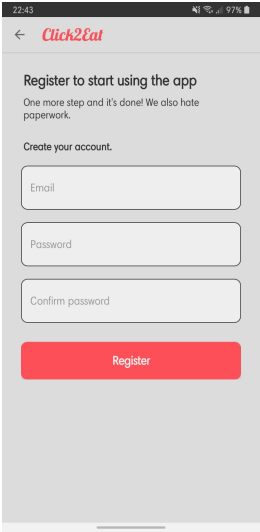 22:43
97%
Click2Eat
Register to start using the app
One more step and it's done! We also hate
paperwork.
Create your account.
Email
Password
Confirm password
Register